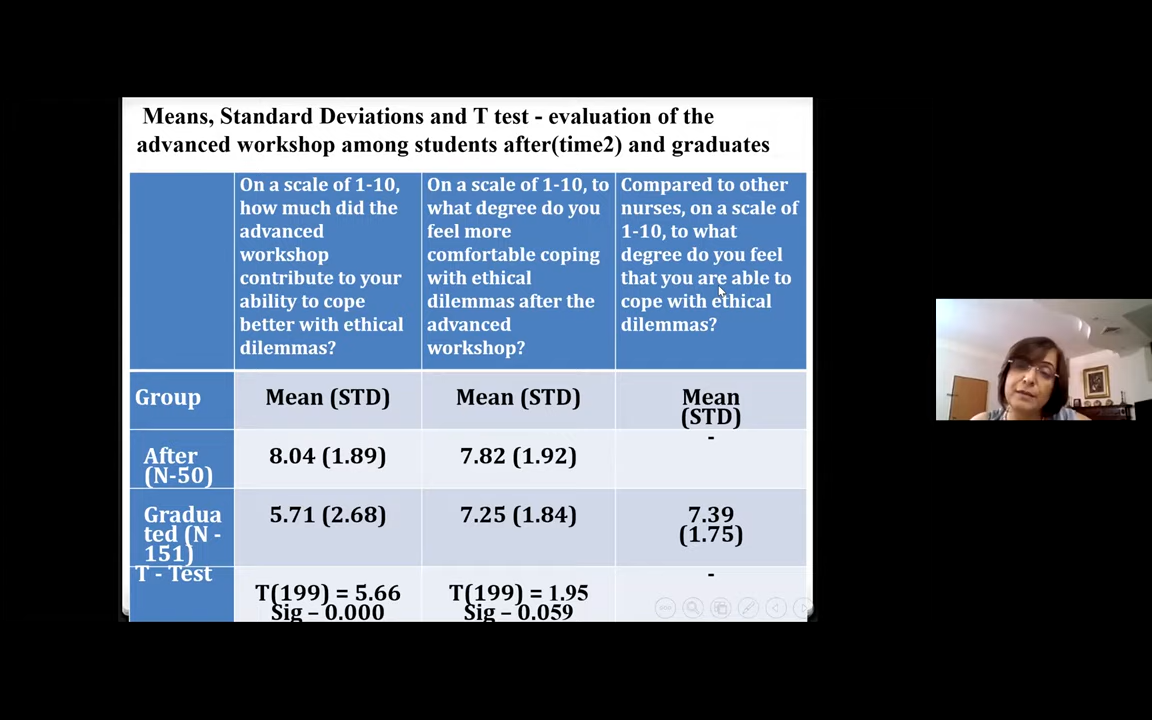 Means, Standard Deviations and T test - evaluation of the
advanced workshop among students after(time2) and graduates
On a scale of 1-10,
how much did the
advanced
workshop
contribute to your
ability to cope
better with ethical
dilemmas?
On a scale of 1-10, to
what degree do you
feel more
comfortable coping
with ethical
dilemmas after the
advanced
workshop?
Compared to other
nurses, on a scale of
1-10, to what
degree do you feel
that you are able to
cope with ethical
dilemmas?
Group
Mean (STD)
Mean (STD)
Mean
(STD)
After
(N-50)
8.04 (1.89)
7.82 (1.92)
-
Gradua
ted (N -
151)
5.71 (2.68)
7.25 (1.84)
7.39
(1.75)
T - Test
T(199) = 5.66
Sig – 0.000
T(199) = 1.95
Sig – 0.059
-